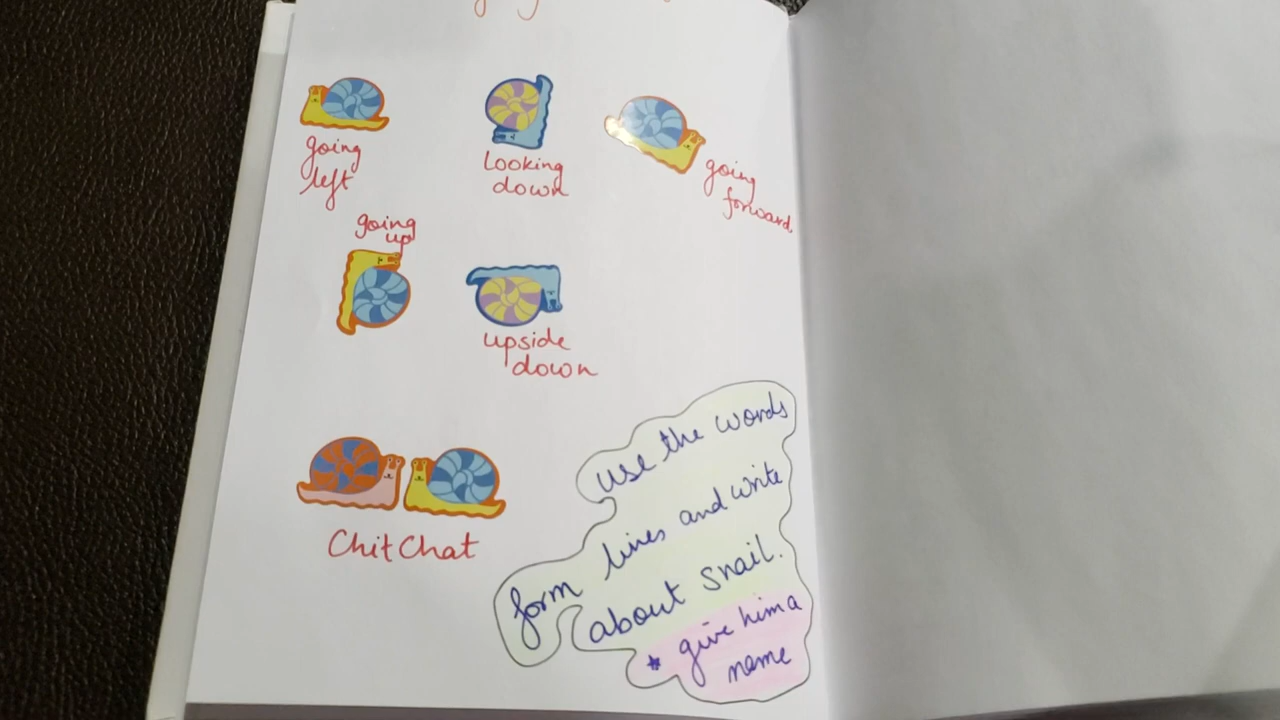 going
left
Looking
down
going
forward.
going
up
upside
down
Chit Chat
use the words
form lines and write
about snail.
* give him a
name